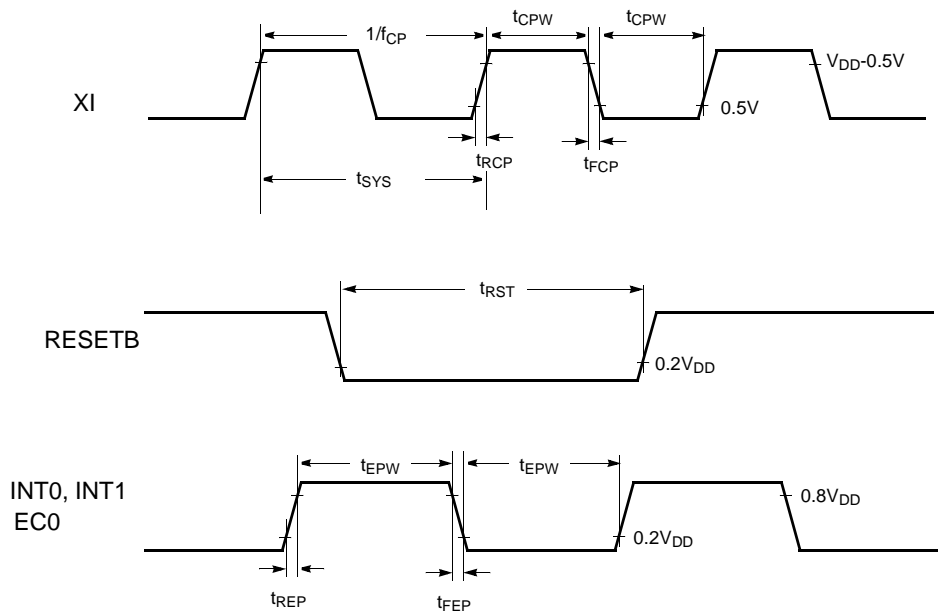 1/fCP
tCPW
tCPW
VDD-0.5V
XI
0.5V
tRCP
tFCP
tSYS
tRST
RESETB
0.2VDD
tEPW
tEPW
INT0, INT1
EC0
0.8VDD
0.2VDD
tREP
tFEP